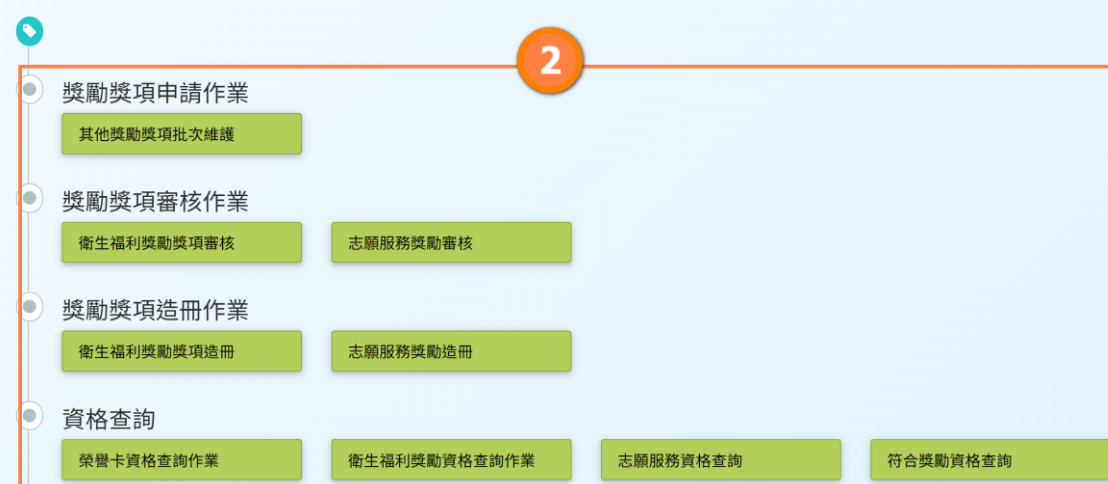 2
獎勵獎項申請作業
其他獎勵獎項批次維護
獎勵獎項審核作業
衛生福利獎勵獎項審核
志願服務獎勵審核
獎勵獎項造冊作業
衛生福利獎勵獎項造冊
志願服務獎勵造冊
資格查詢
榮譽卡資格查詢作業
衛生福利獎勵資格查詢作業
志願服務資格查詢
符合獎勵資格查詢